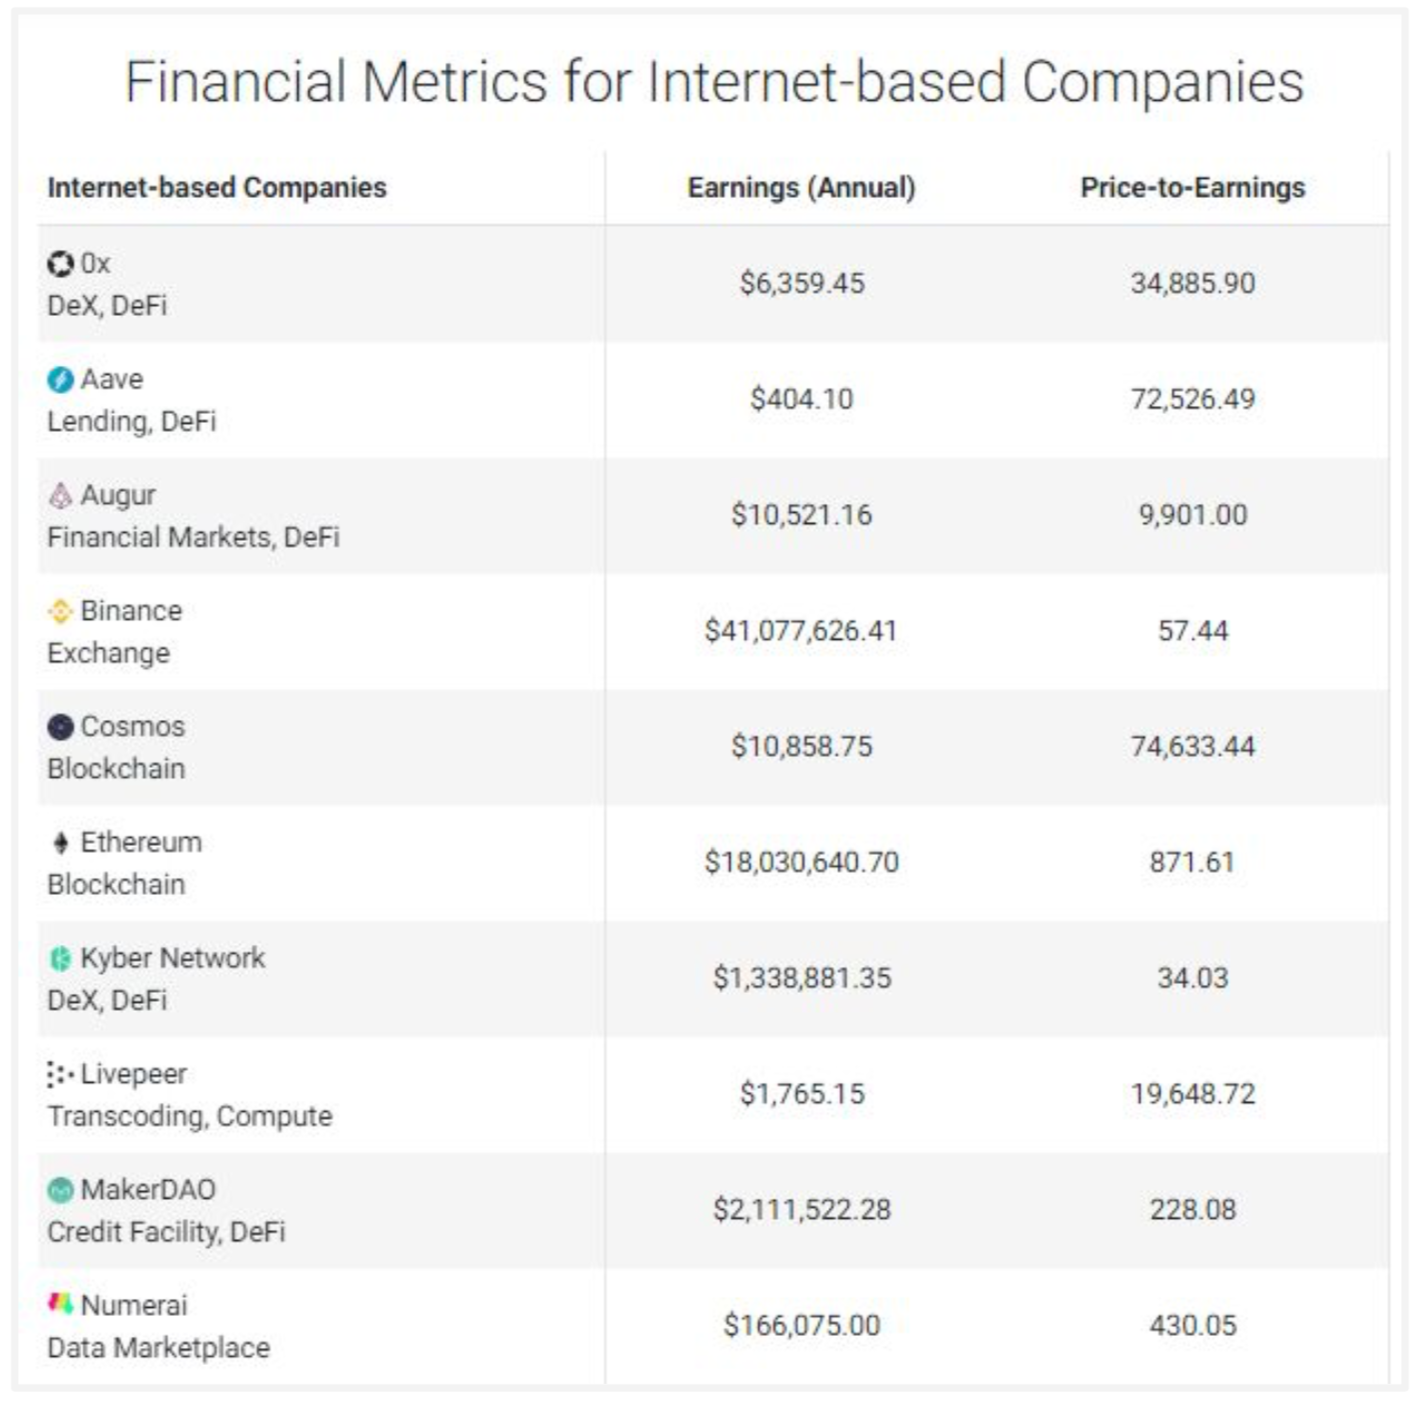 Financial Metrics for Internet-based Companies
Internet-based Companies Earnings (Annual) Price-to-Earnings
0x
DeX, DeFi
$6,359.45 34,885.90
Aave
Lending, DeFi
$404.10 72,526.49
Augur
Financial Markets, DeFi
$10,521.16 9,901.00
Binance
Exchange
$41,077,626.41 57.44
Cosmos
Blockchain
$10,858.75 74,633.44
Ethereum
Blockchain
$18,030,640.70 871.61
Kyber Network
DeX, DeFi
$1,338,881.35 34.03
Livepeer
Transcoding, Compute
$1,765.15 19,648.72
MakerDAO
Credit Facility, DeFi
$2,111,522.28 228.08
Numerai
Data Marketplace
$166,075.00 430.05